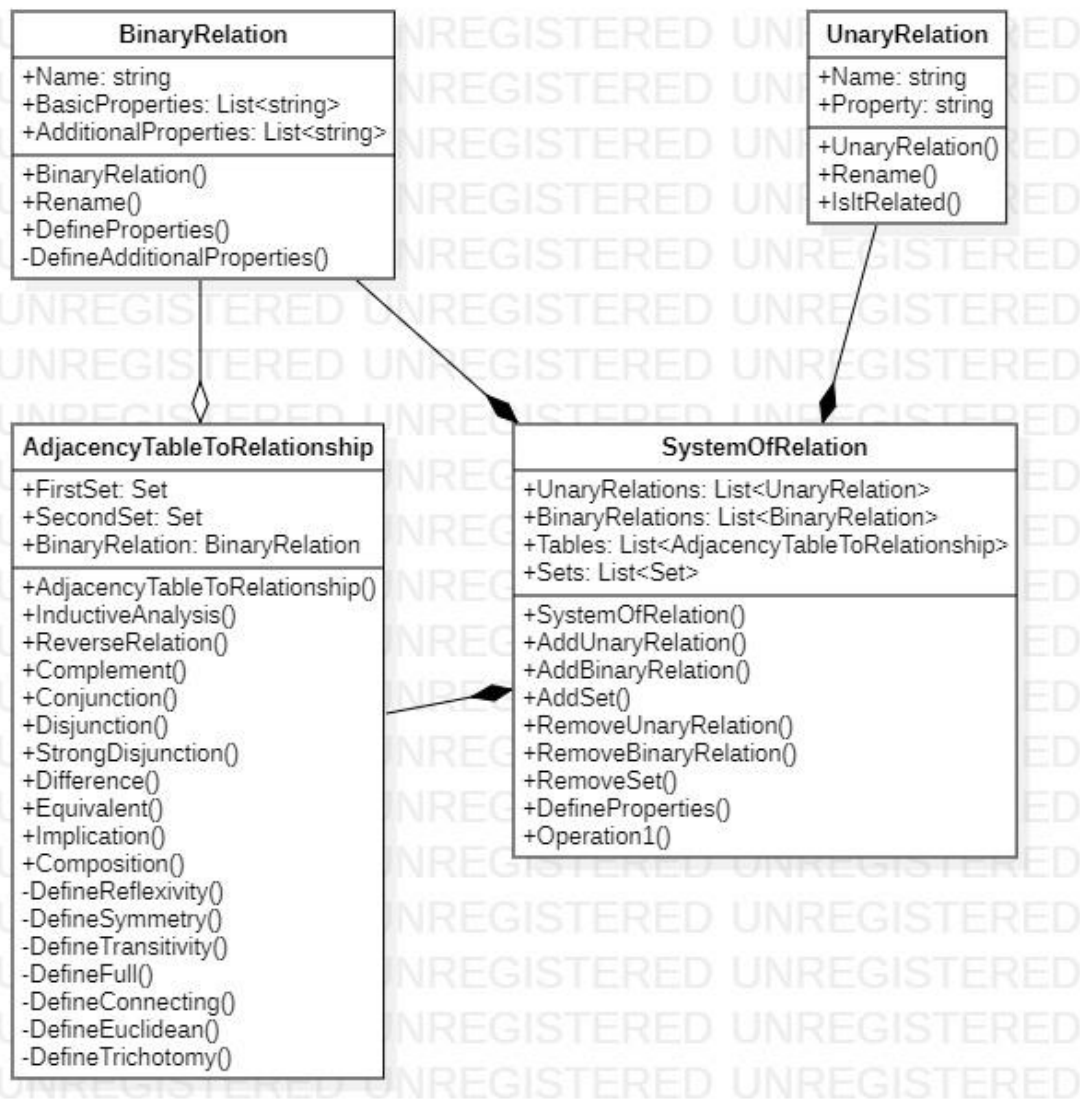 BinaryRelation
+Name: string
+BasicProperties: List<string>
+AdditionalProperties: List<string>
+BinaryRelation()
+Rename()
+DefineProperties()
-DefineAdditionalProperties()
UnaryRelation
+Name: string
+Property: string
+UnaryRelation()
+Rename()
+IsItRelated()
AdjacencyTableToRelationship
+FirstSet: Set
+SecondSet: Set
+BinaryRelation: BinaryRelation
+AdjacencyTableToRelationship()
+InductiveAnalysis()
+ReverseRelation()
+Complement()
+Conjunction()
+Disjunction()
+StrongDisjunction()
+Difference()
+Equivalent()
+Implication()
+Composition()
-DefineReflexivity()
-DefineSymmetry()
-DefineTransitivity()
-DefineFull()
-DefineConnecting()
-DefineEuclidean()
-DefineTrichotomy()
SystemOfRelation
+UnaryRelations: List<UnaryRelation>
+BinaryRelations: List<BinaryRelation>
+Tables: List<AdjacencyTableToRelationship>
+Sets: List<Set>
+SystemOfRelation()
+AddUnaryRelation()
+AddBinaryRelation()
+AddSet()
+RemoveUnaryRelation()
+RemoveBinaryRelation()
+RemoveSet()
+DefineProperties()
+Operation1()
UNREGISTERED UNREGISTERED